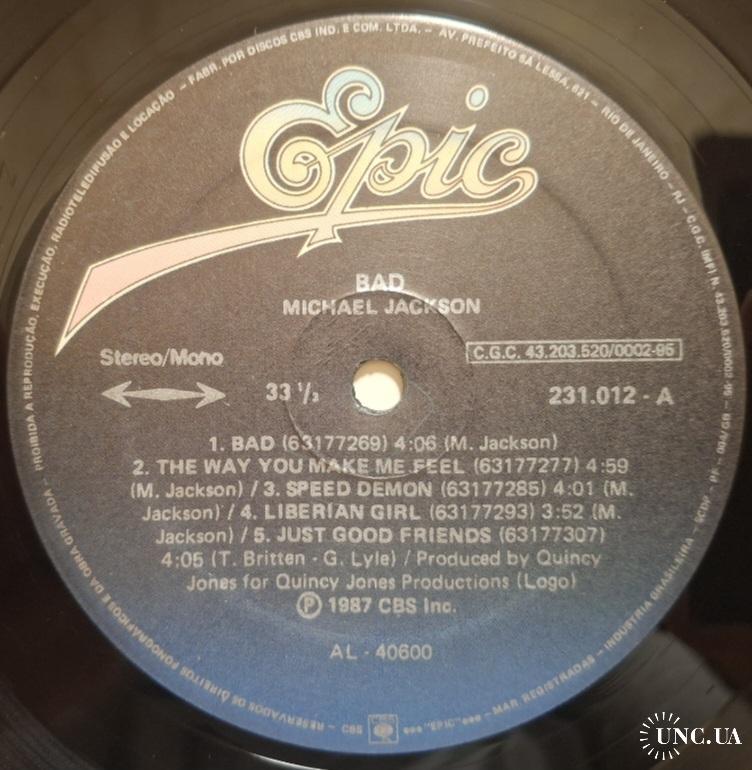 PROIBIDA A REPRODUÇÃO, EXECUÇÃO, RADIOTELEDIFUSÃO E LOCAÇÃO – FABR. POR DISCOS CBS IND. E COM. LTDA. – AV. PREFEITO SÁ LESSA, 621 – RIO DE JANEIRO – RJ - C.G.C. (MF) N. 43.203.520/0002-95
Epic
BAD
MICHAEL JACKSON
Stereo/Mono
C.G.C. 43.203.520/0002-95
33 1/3
231.012 - A
1. BAD (63177269) 4:06 (M. Jackson)
2. THE WAY YOU MAKE ME FEEL (63177277) 4:59
(M. Jackson) / 3. SPEED DEMON (63177285) 4:01 (M.
Jackson) / 4. LIBERIAN GIRL (63177293) 3:52 (M.
Jackson) / 5. JUST GOOD FRIENDS (63177307)
4:05 (T. Britten - G. Lyle) / Produced by Quincy
Jones for Quincy Jones Productions (Logo)
Ⓟ 1987 CBS Inc.
AL - 40600
INDÚSTRIA BRASILEIRA
RESERVADOS OS DIREITOS FONOGRÁFICOS E DA OBRA GRAVADA – CBS "EPIC" MAR. REGISTRADAS
UNC.UA